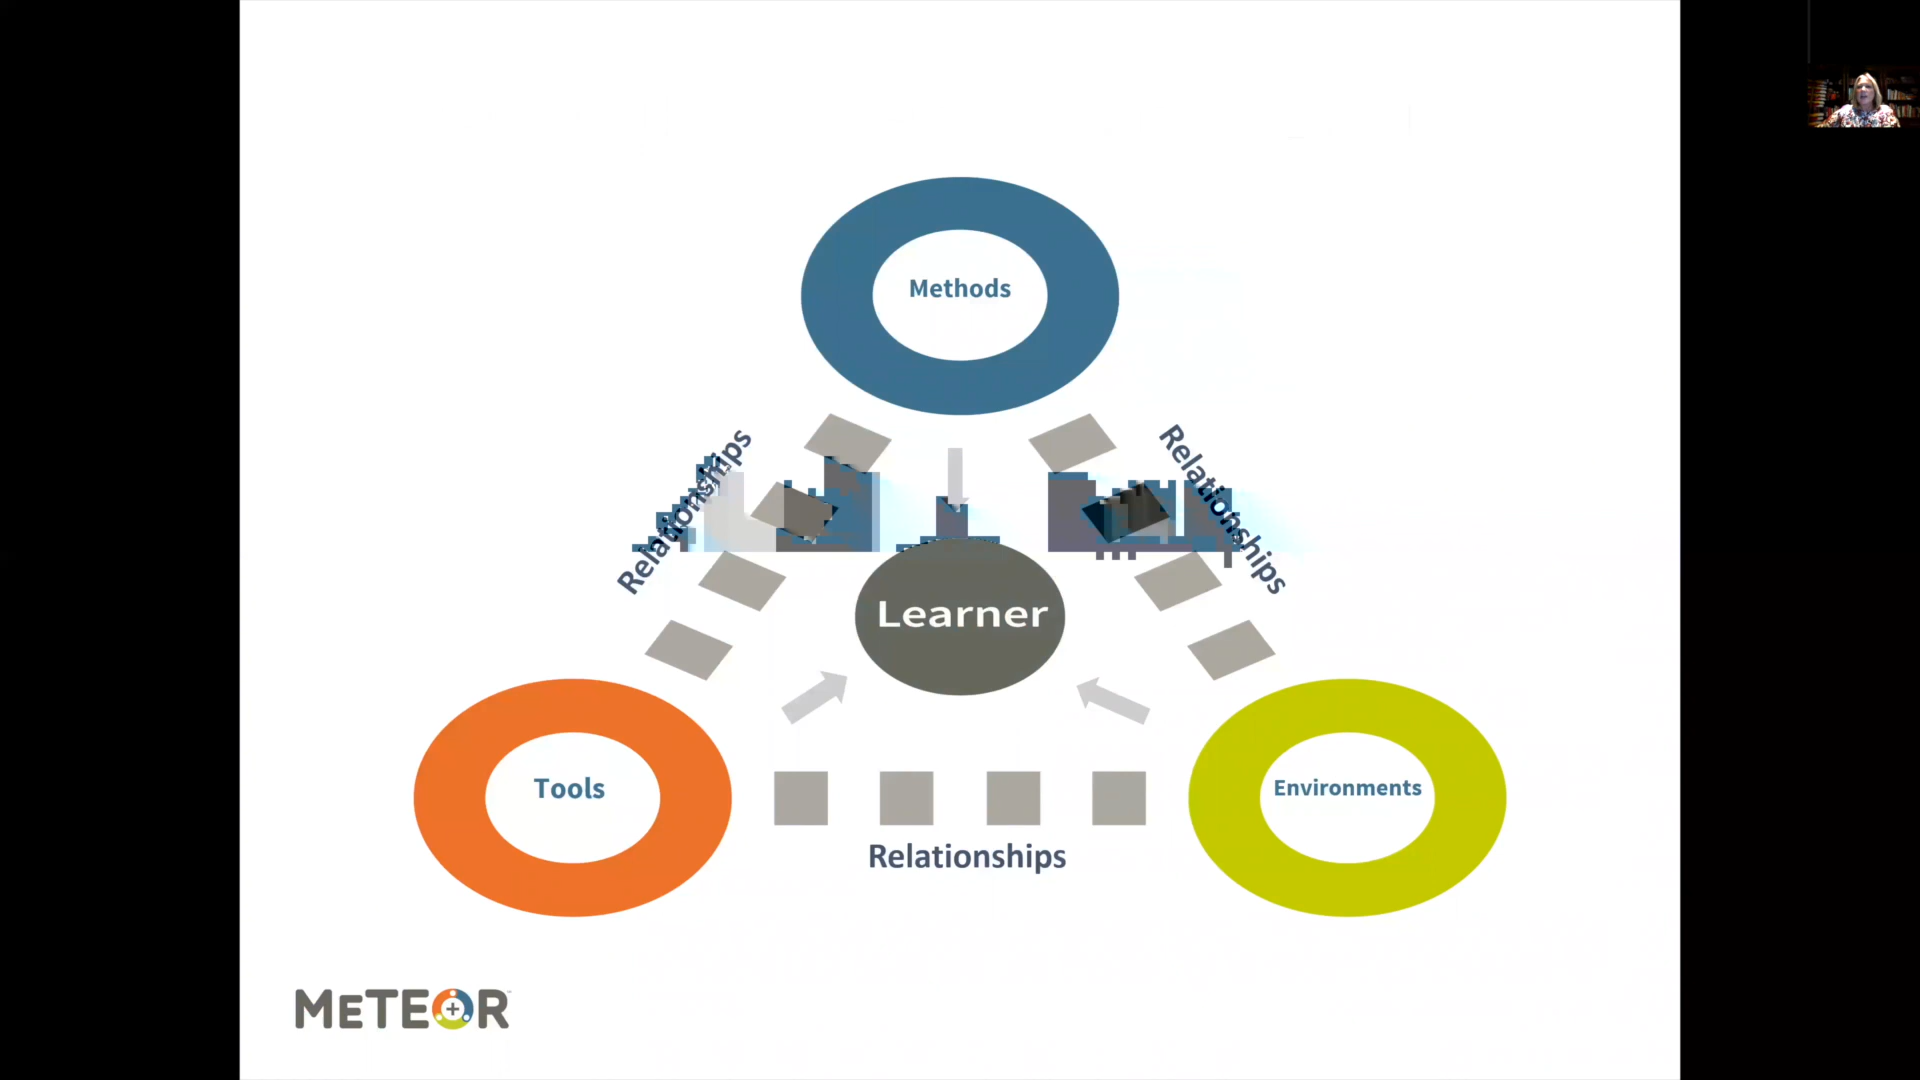 Methods
Relationships
Relationships
Learner
Tools
Environments
Relationships
METEOR